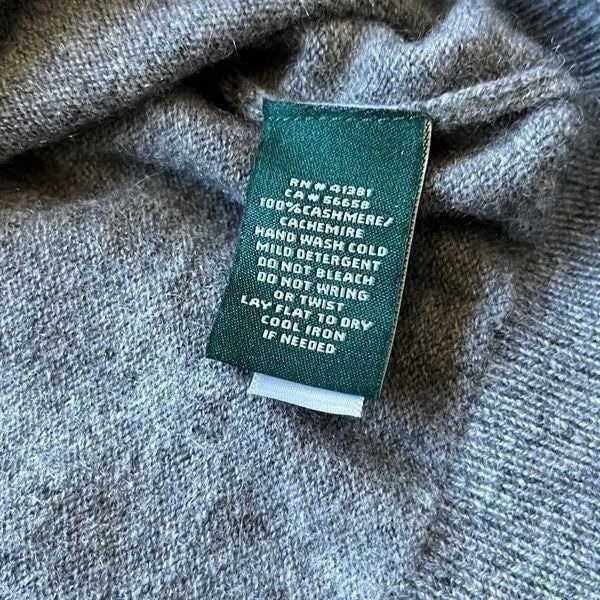 RN # 41381
CA # 56658
100% CASHMERE/
CACHEMIRE
HAND WASH COLD
MILD DETERGENT
DO NOT BLEACH
DO NOT WRING
OR TWIST
LAY FLAT TO DRY
COOL IRON
IF NEEDED